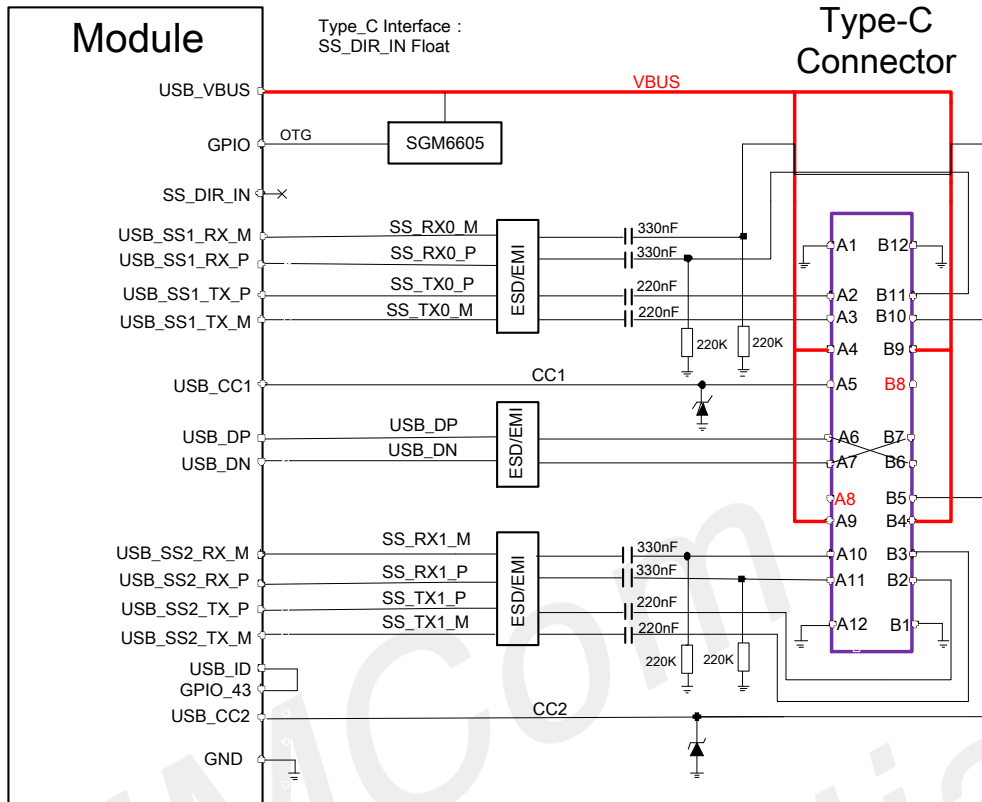 Module
Type_C Interface :
SS_DIR_IN Float
Type-C
Connector
USB_VBUS
VBUS
GPIO
OTG
SGM6605
SS_DIR_IN
USB_SS1_RX_M
SS_RX0_M
330nF
USB_SS1_RX_P
SS_RX0_P
330nF
USB_SS1_TX_P
SS_TX0_P
220nF
USB_SS1_TX_M
SS_TX0_M
220nF
ESD/EMI
220K
220K
A1
B12
A2
B11
A3
B10
A4
B9
USB_CC1
CC1
A5
B8
USB_DP
USB_DP
A6
B7
USB_DN
USB_DN
A7
B6
ESD/EMI
A8
B5
A9
B4
USB_SS2_RX_M
SS_RX1_M
330nF
A10
B3
USB_SS2_RX_P
SS_RX1_P
330nF
A11
B2
USB_SS2_TX_P
SS_TX1_P
220nF
USB_SS2_TX_M
SS_TX1_M
220nF
A12
B1
ESD/EMI
220K
220K
USB_ID
GPIO_43
USB_CC2
CC2
GND